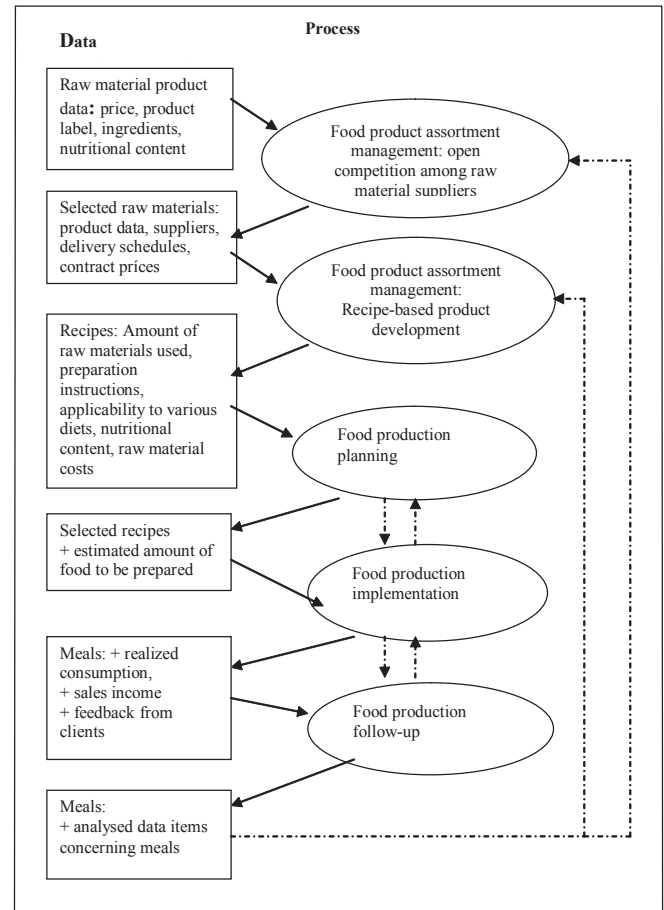 Process
Data
Raw material product
data: price, product
label, ingredients,
nutritional content
Food product assortment
management: open
competition among raw
material suppliers
Selected raw materials:
product data, suppliers,
delivery schedules,
contract príces
Food product assortment
management:
Recipe-based product
development
Recipes: Amount of
raw materials used,
preparation
instructions,
applicability to various
diets, nutritional
content, raw material
costs
Food production
planning
Selected recipes
+ estimated amount of
food to be prepared
Food production
implementation
Meals: + realized
consumption,
+ sales income
+ feedback from
clients
Food production
follow-up
Meals:
+ analysed data items
concerning meals